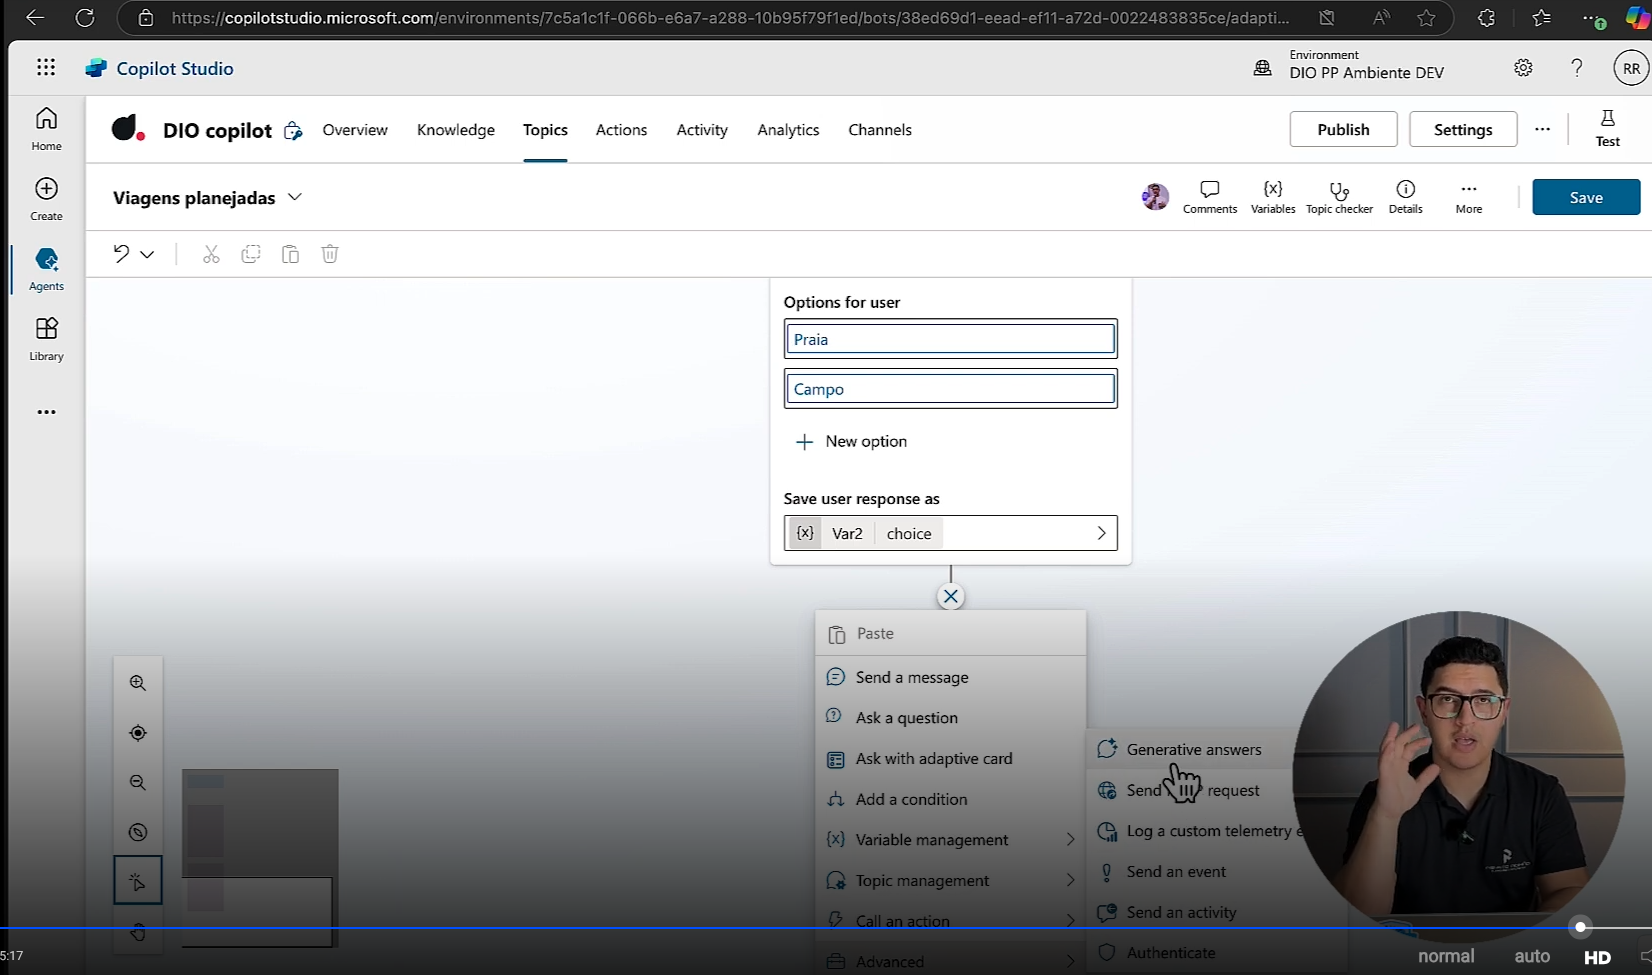 https://copilotstudio.microsoft.com/environments/7c5a1c1f-066b-e6a7-a288-10b95f79f1ed/bots/38ed69d1-eead-ef11-a72d-0022483835ce/adapti...
Copilot Studio
Environment
DIO PP Ambiente DEV
RR
Home
Create
Agents
Library
DIO copilot
Overview
Knowledge
Topics
Actions
Activity
Analytics
Channels
Publish
Settings
Test
Viagens planejadas
Comments
Variables
Topic checker
Details
More
Save
Options for user
Praia
Campo
New option
Save user response as
{x} Var2 choice
Paste
Send a message
Ask a question
Ask with adaptive card
Add a condition
{x} Variable management
Topic management
Call an action
Advanced
Generative answers
Send request
Log a custom telemetry e
Send an event
Send an activity
Authenticate
5:17
normal
auto
HD